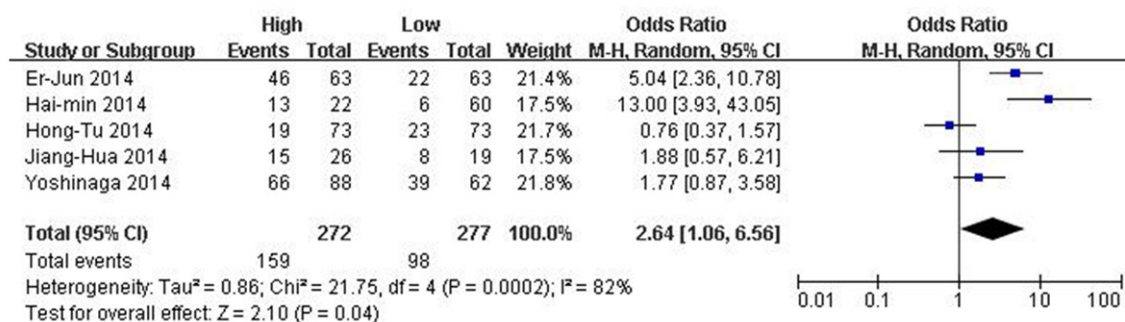 High Low Odds Ratio Odds Ratio
Study or Subgroup Events Total Events Total Weight M-H, Random, 95% CI M-H, Random, 95% CI
Er-Jun 2014 46 63 22 63 21.4% 5.04 [2.36, 10.78]
Hai-min 2014 13 22 6 60 17.5% 13.00 [3.93, 43.05]
Hong-Tu 2014 19 73 23 73 21.7% 0.76 [0.37, 1.57]
Jiang-Hua 2014 15 26 8 19 17.5% 1.88 [0.57, 6.21]
Yoshinaga 2014 66 88 39 62 21.8% 1.77 [0.87, 3.58]
Total (95% CI) 272 277 100.0% 2.64 [1.06, 6.56]
Total events 159 98
Heterogeneity: Tau² = 0.86; Chi² = 21.75, df = 4 (P = 0.0002); I² = 82%
Test for overall effect: Z = 2.10 (P = 0.04)
0.01 0.1 1 10 100